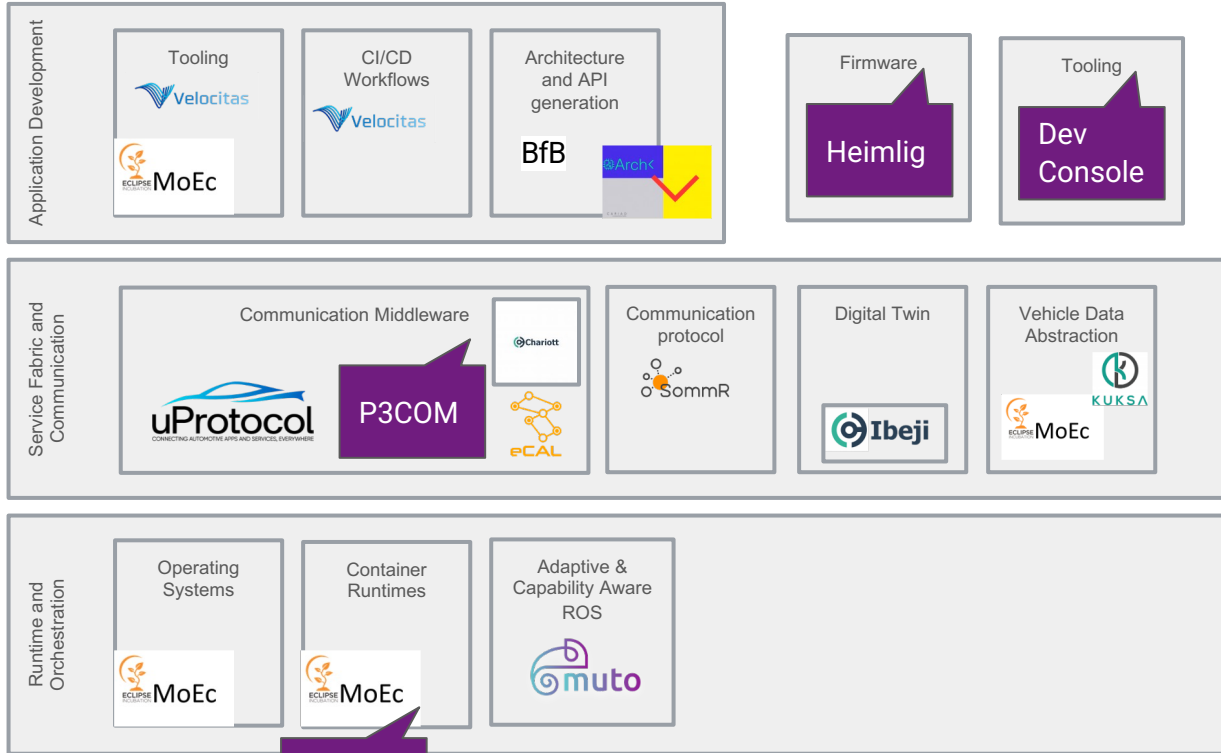 Application Development
Tooling
Velocitas
ECLIPSE
INCUBATION
MoEc
CI/CD
Workflows
Velocitas
Architecture
and API
generation
BfB
Arch
Firmware
Heimlig
Tooling
Dev
Console
Service Fabric and
Communication
Communication Middleware
uProtocol
CONNECTING AUTOMOTIVE APPS AND SERVICES, EVERYWHERE
P3COM
Chariott
eCAL
Communication
protocol
SommR
Digital Twin
Ibeji
Vehicle Data
Abstraction
KUKSA
ECLIPSE
INCUBATION
MoEc
Runtime and
Orchestration
Operating
Systems
ECLIPSE
INCUBATION
MoEc
Container
Runtimes
ECLIPSE
INCUBATION
MoEc
Adaptive &
Capability Aware
ROS
muto